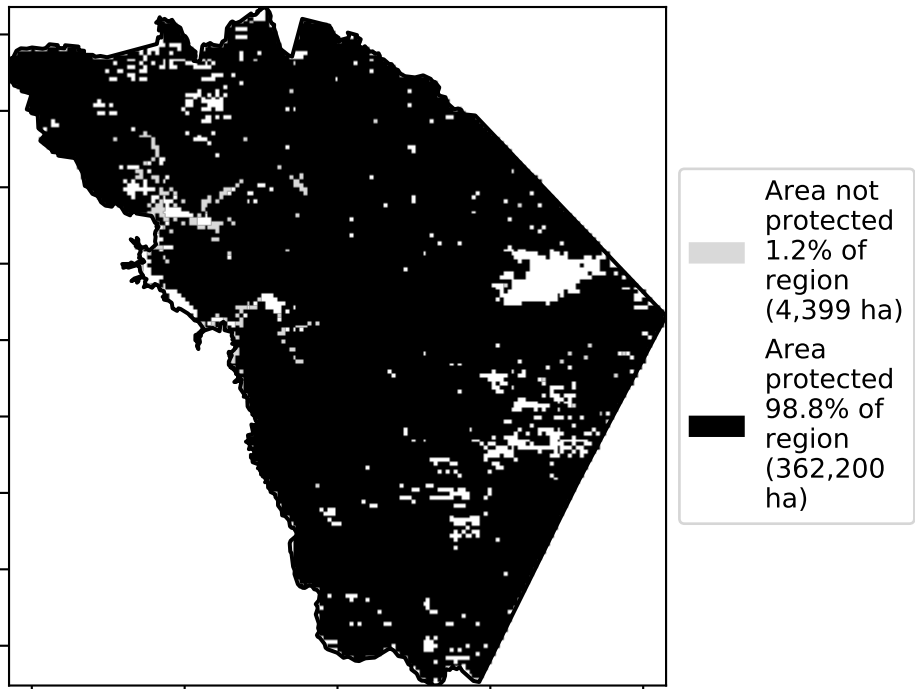 Area not
protected
1.2% of
region
(4,399 ha)
Area
protected
98.8% of
region
(362,200
ha)